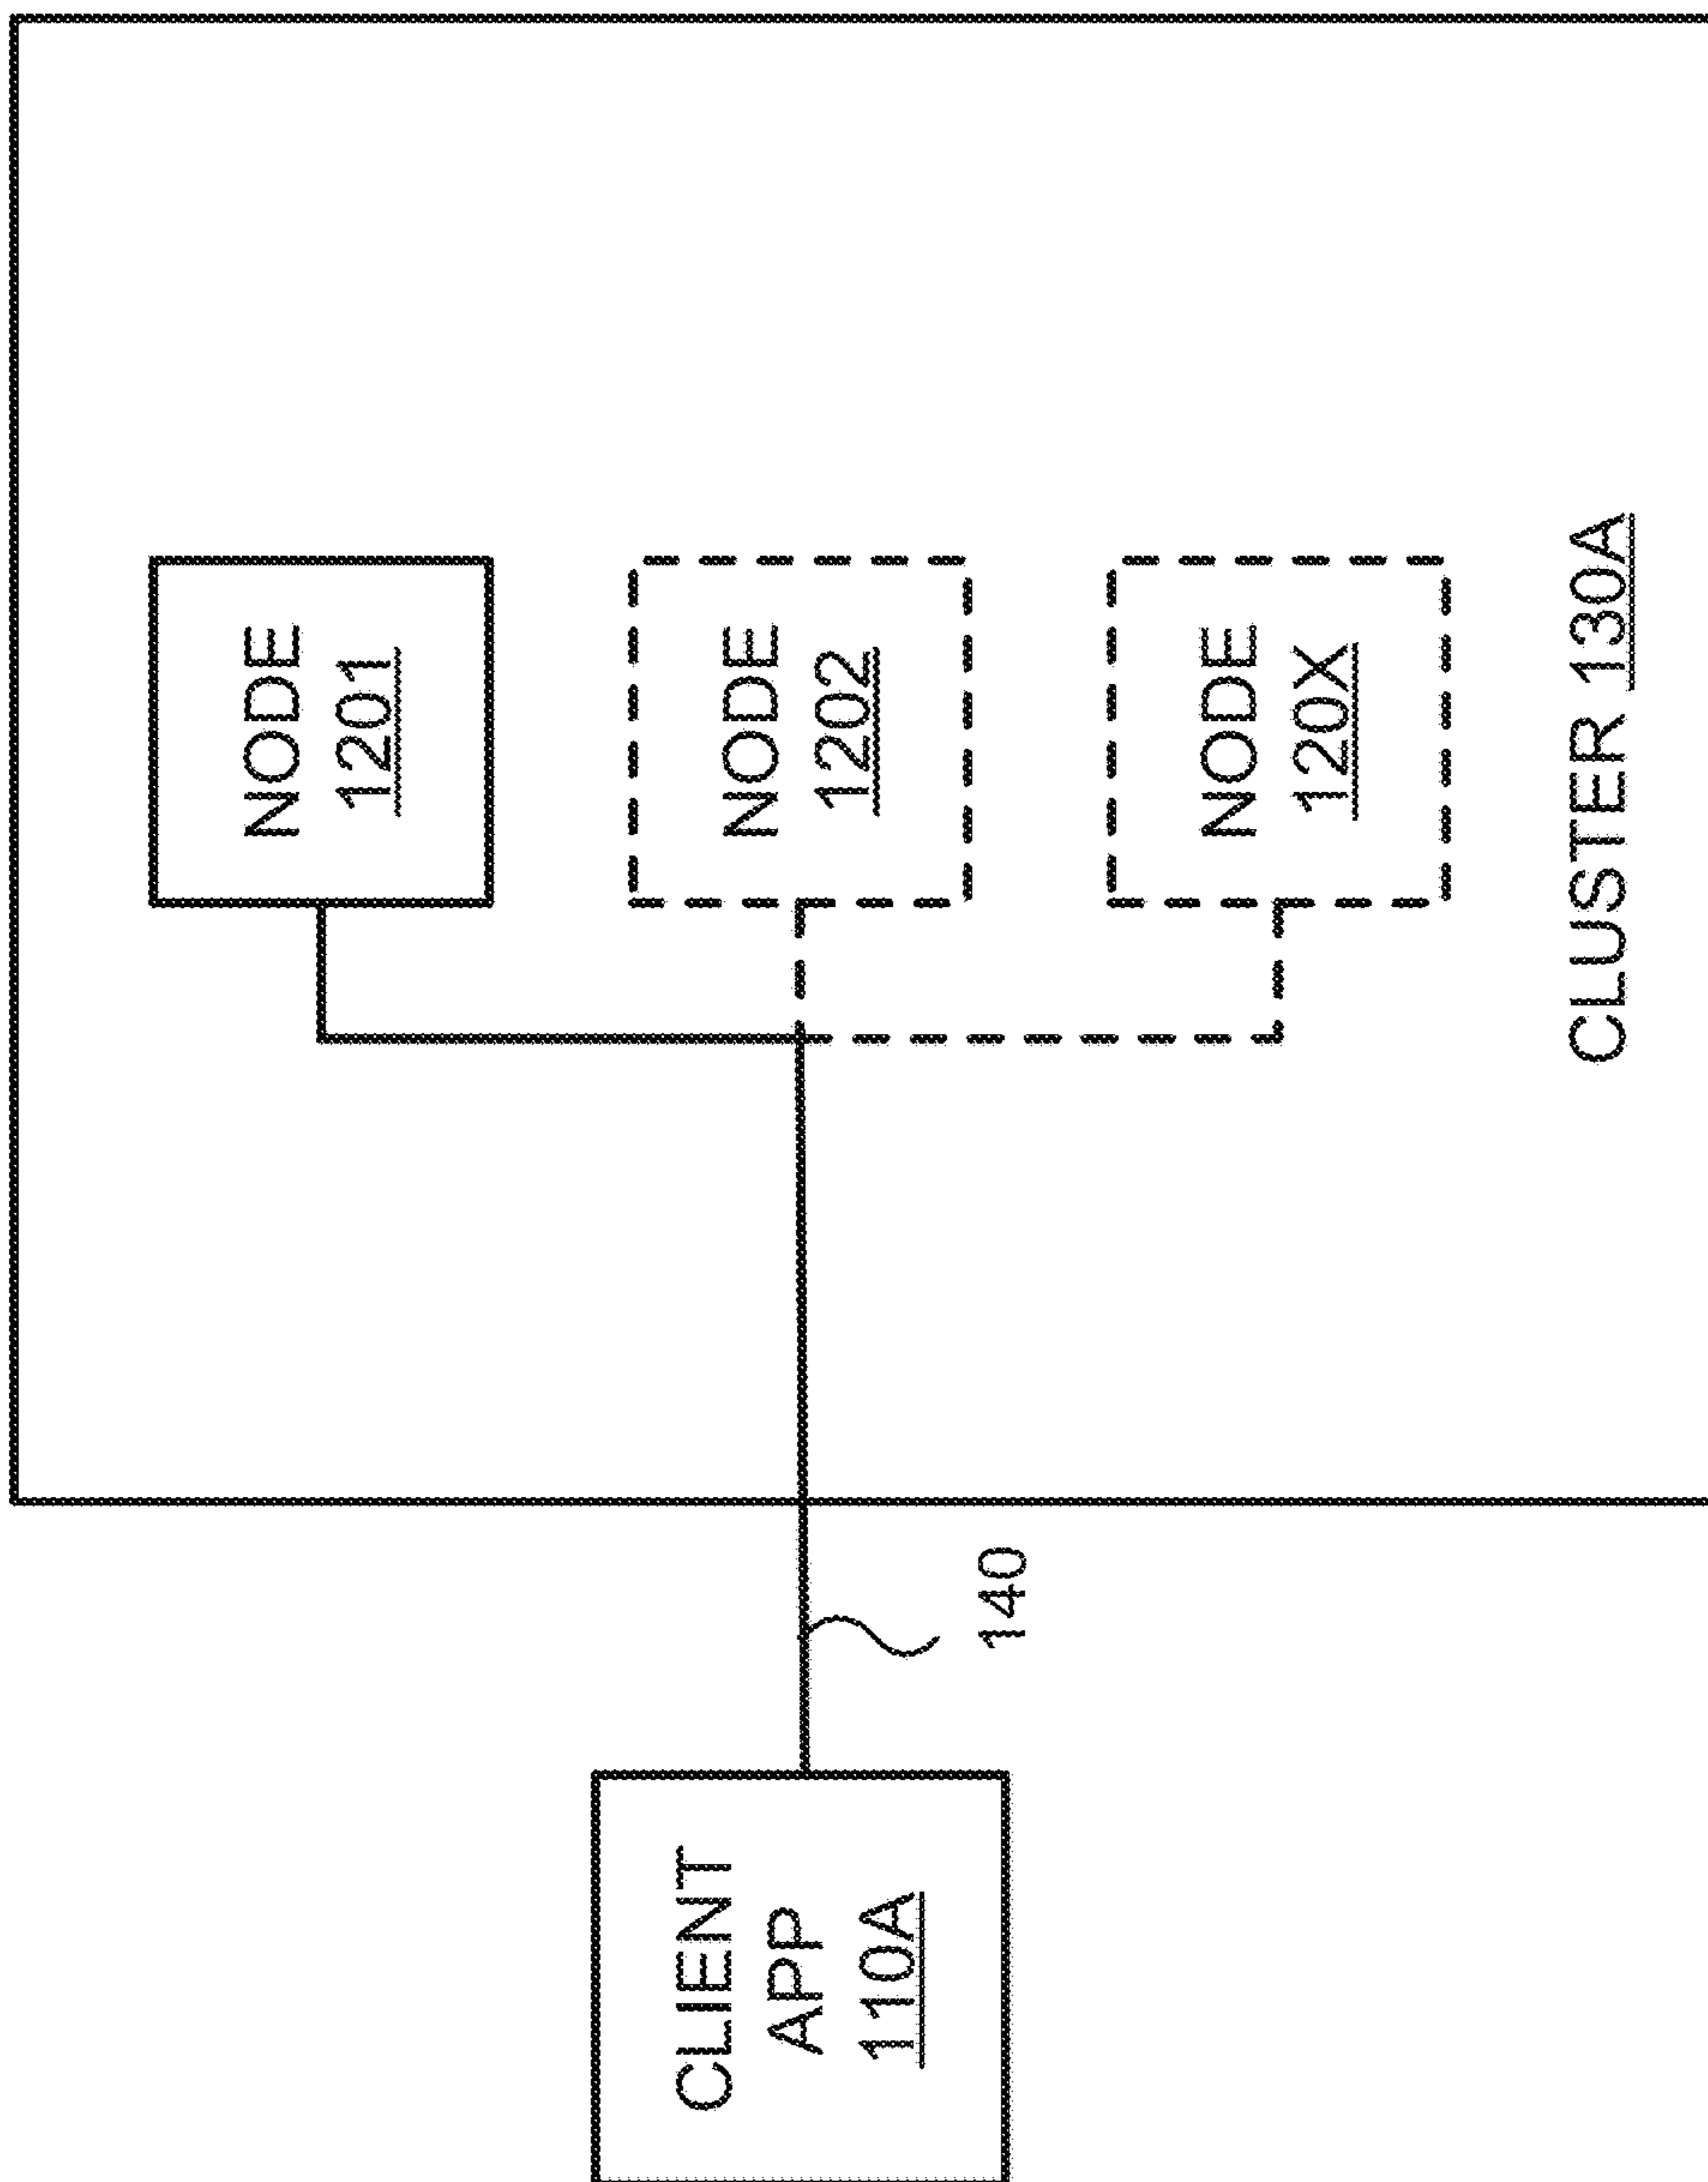 CLIENT
APP
110A
140
NODE
1201
NODE
1202
NODE
120X
CLUSTER 130A